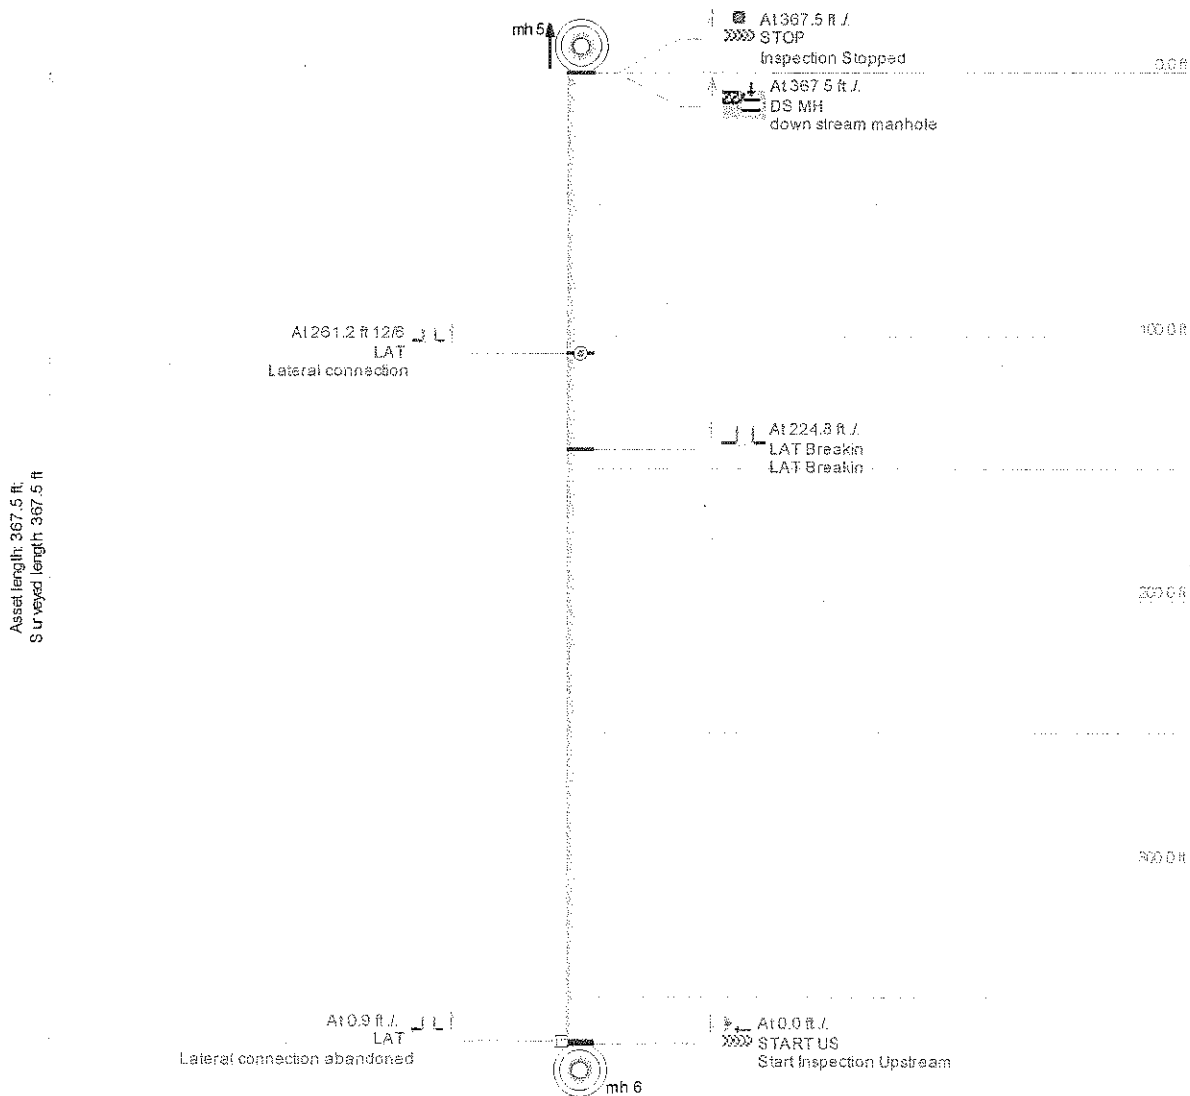 mh 5
At 367.5 ft ./.
STOP
Inspection Stopped
0.0 ft
At 367.5 ft ./.
DS MH
down stream manhole
At 261.2 ft 12/6
LAT
Lateral connection
100.0 ft
At 224.8 ft ./.
LAT Breakin
LAT Breakin
Asset length: 367.5 ft;
Surveyed length: 367.5 ft
200.0 ft
300.0 ft
At 0.9 ft ./.
LAT
Lateral connection abandoned
At 0.0 ft ./.
START US
Start Inspection Upstream
mh 6